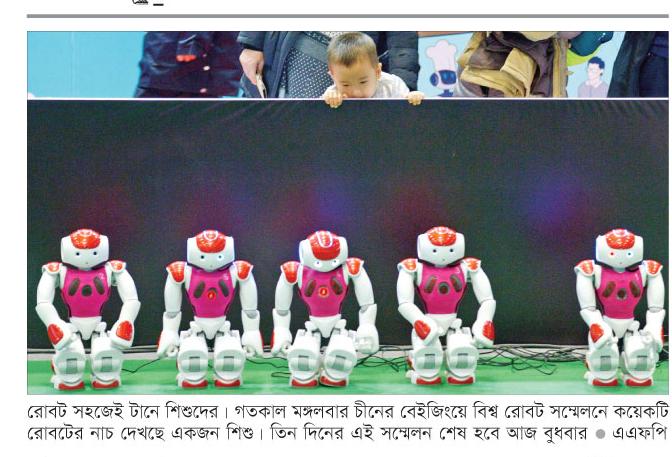 রোবট সহজেই টানে শিশুদের। গতকাল মঙ্গলবার চীনের বেইজিংয়ে বিশ্ব রোবট সম্মেলনে কয়েকটি
রোবটের নাচ দেখছে একজন শিশু। তিন দিনের এই সম্মেলন শেষ হবে আজ বুধবার ● এএফপি